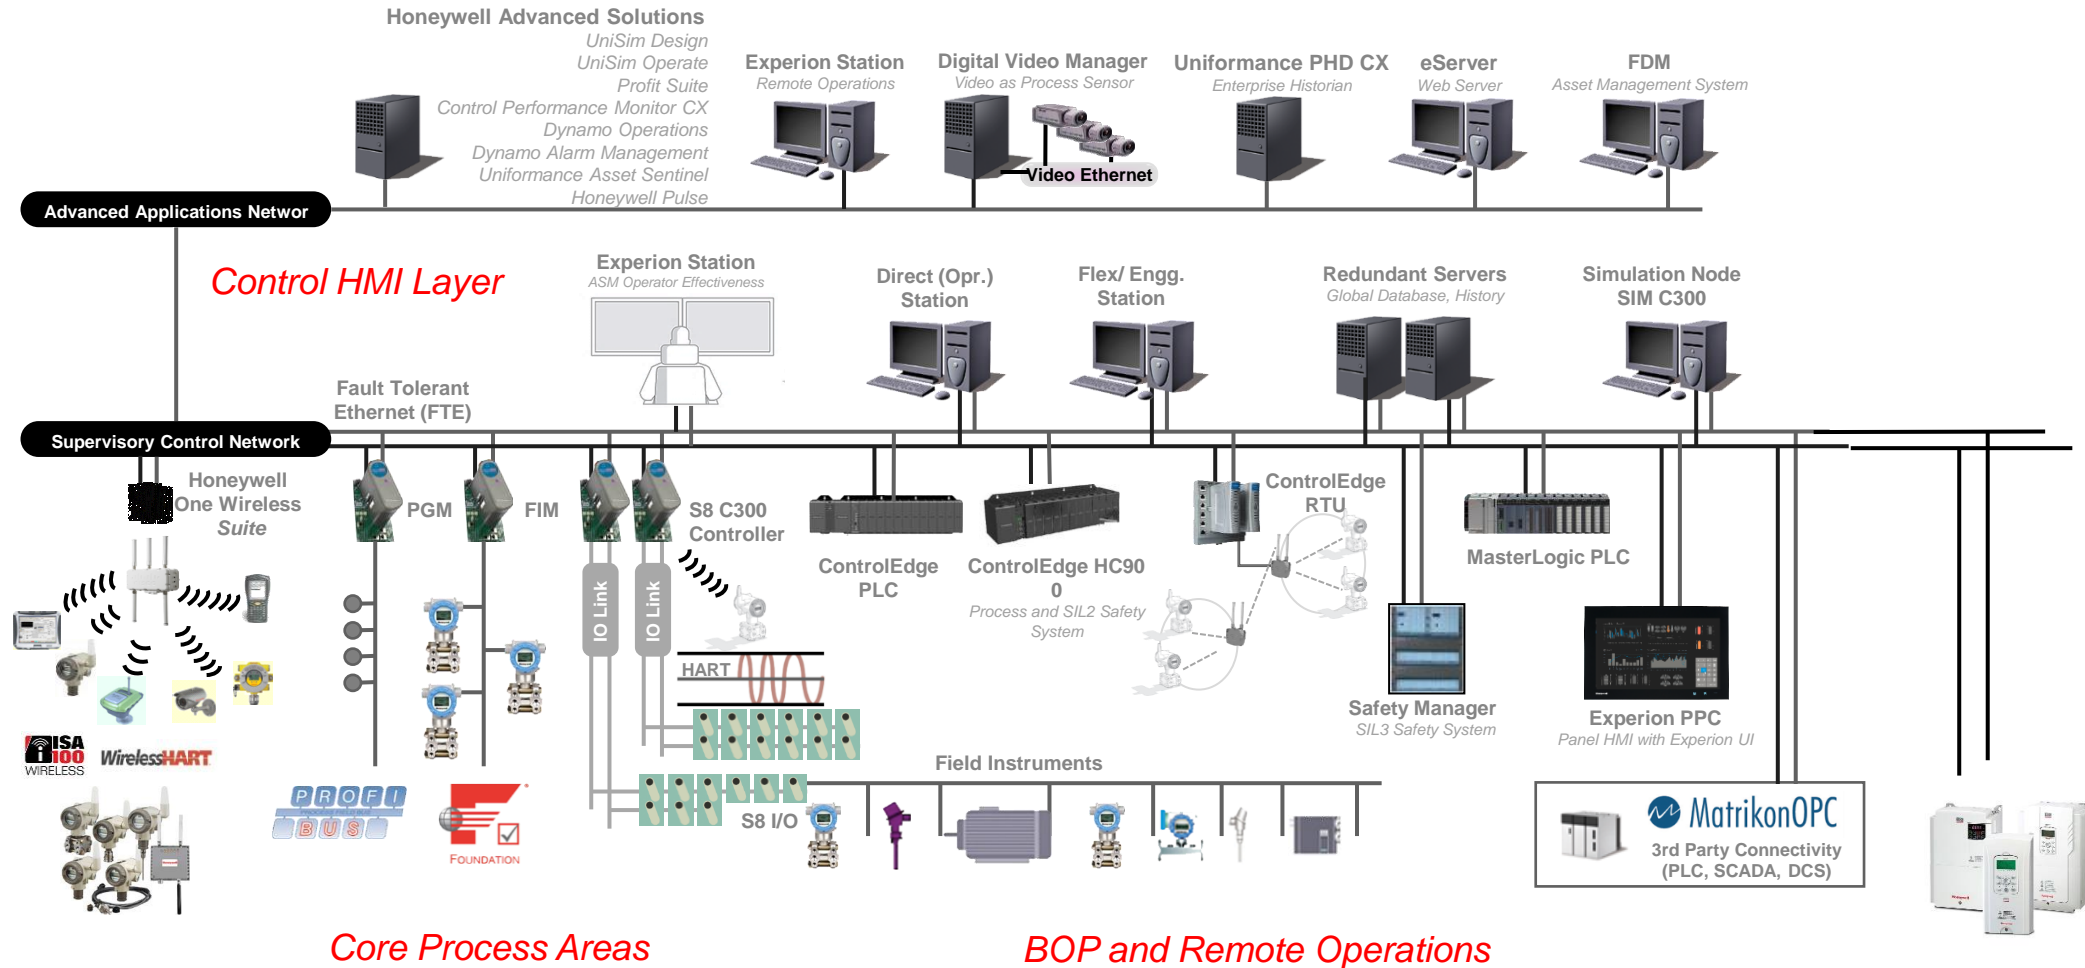 Honeywell Advanced Solutions
UniSim Design
UniSim Operate
Profit Suite
Control Performance Monitor CX
Dynamo Operations
Dynamo Alarm Management
Uniformance Asset Sentinel
Honeywell Pulse
Experion Station
Remote Operations
Digital Video Manager
Video as Process Sensor
Video Ethernet
Uniformance PHD CX
Enterprise Historian
eServer
Web Server
FDM
Asset Management System
Advanced Applications Networ
Control HMI Layer
Experion Station
ASM Operator Effectiveness
Direct (Opr.)
Station
Flex/ Engg.
Station
Redundant Servers
Global Database, History
Simulation Node
SIM C300
Fault Tolerant
Ethernet (FTE)
Supervisory Control Network
Honeywell
One Wireless
Suite
PGM
FIM
S8 C300
Controller
ControlEdge
PLC
ControlEdge HC90
0
Process and SIL2 Safety
System
ControlEdge
RTU
MasterLogic PLC
IO Link
IO Link
HART
Safety Manager
SIL3 Safety System
Experion PPC
Panel HMI with Experion UI
ISA
100
WIRELESS
WirelessHART
PROFI
PROCESS FIELD BUS
BUS
FOUNDATION
Field Instruments
S8 I/O
MatrikonOPC
3rd Party Connectivity
(PLC, SCADA, DCS)
Core Process Areas
BOP and Remote Operations